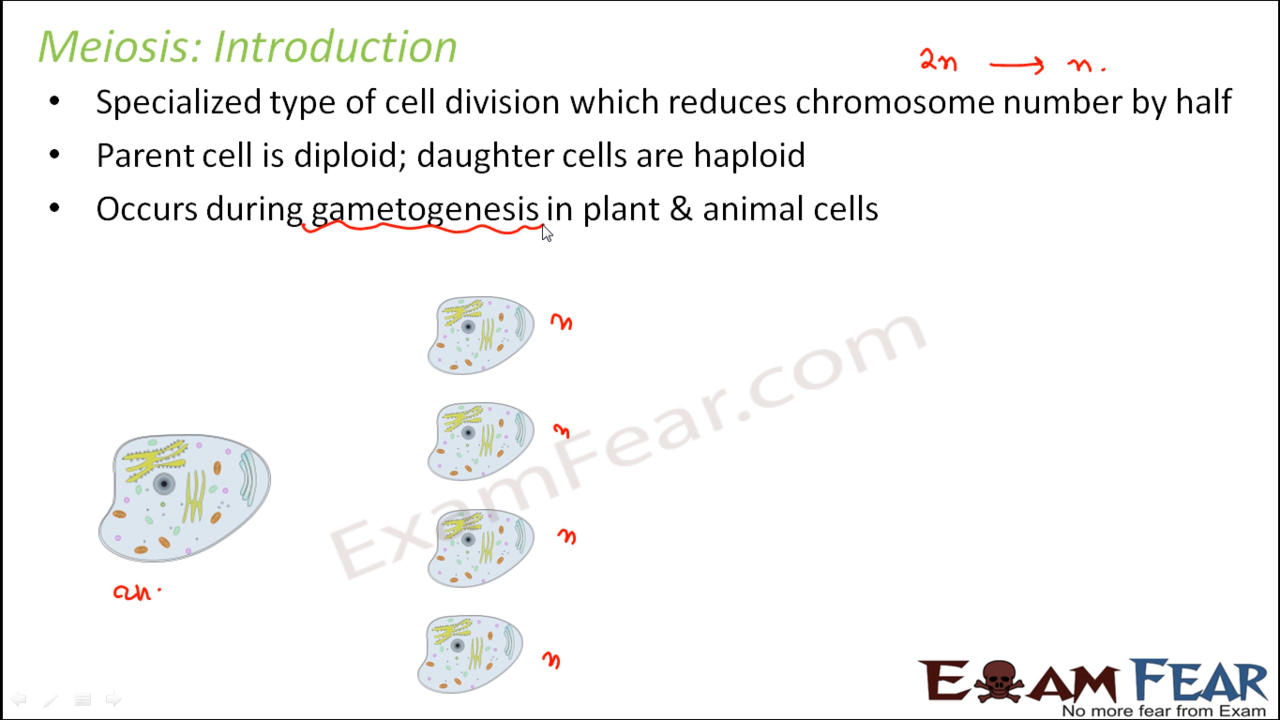 Meiosis: Introduction
2n → n.
• Specialized type of cell division which reduces chromosome number by half
• Parent cell is diploid; daughter cells are haploid
• Occurs during gametogenesis in plant & animal cells
n
n
n
2n.
n
ExamFear.com
EXAM FEAR
No more fear from Exam